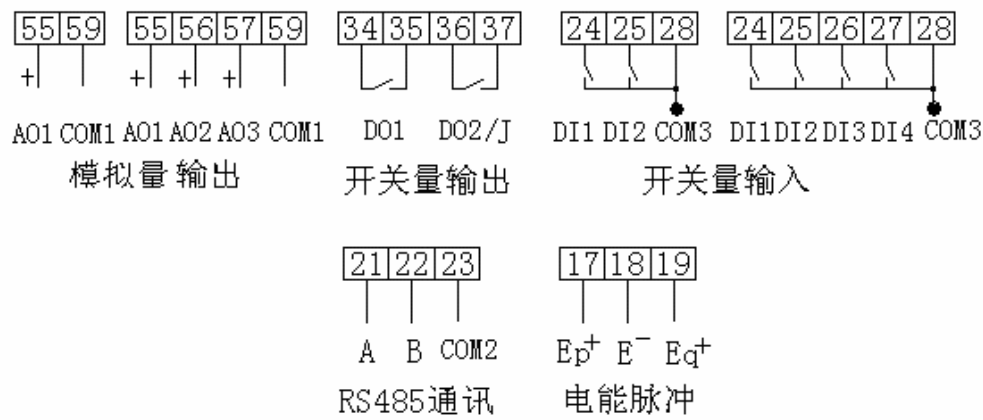 55 59 55 56 57 59 34 35 36 37 24 25 28 24 25 26 27 28
+ + + +
AO1 COM1 AO1 AO2 AO3 COM1 DO1 DO2/J DI1 DI2 COM3 DI1 DI2 DI3 DI4 COM3
模拟量输出 开关量输出 开关量输入
21 22 23 17 18 19
A B COM2 Ep+ E- Eq+
RS485通讯 电能脉冲